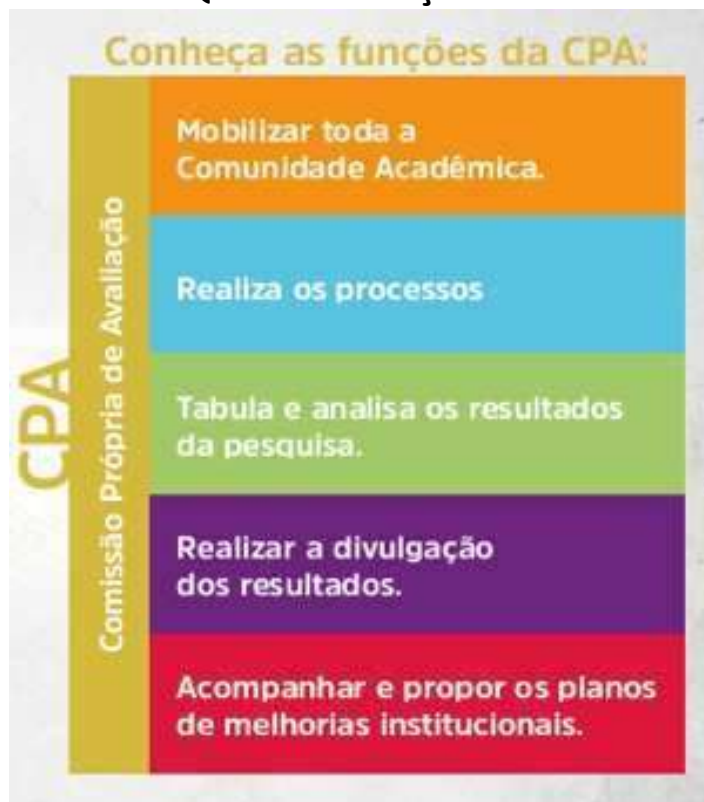 Conheça as funções da CPA:
CPA
Comissão Própria de Avaliação
Mobilizar toda a
Comunidade Acadêmica.
Realiza os processos
Tabula e analisa os resultados
da pesquisa.
Realizar a divulgação
dos resultados.
Acompanhar e propor os planos
de melhorias institucionais.